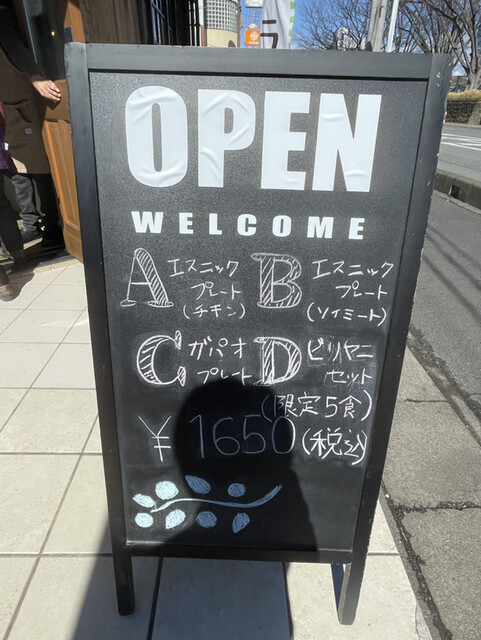 OPEN
WELCOME
A エスニック
プレート
(チキン)
B エスニック
プレート
(ソイミート)
C ガパオ
プレート
D ビリヤニ
セット
(限定5食)
¥1650(税込)